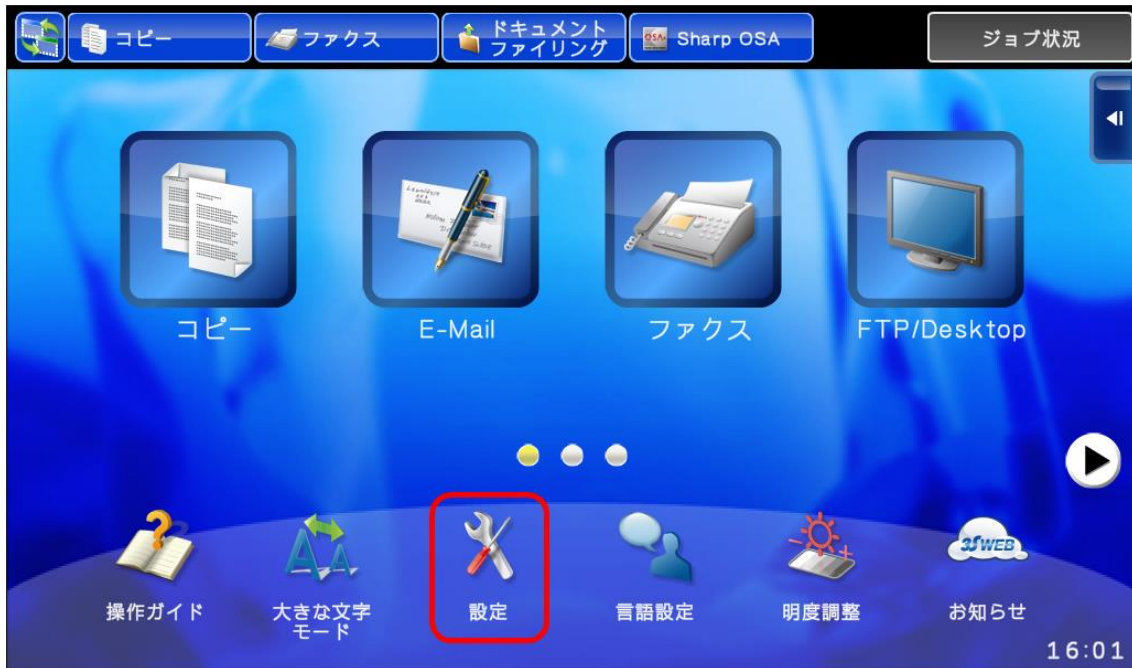 コピー
ファクス
ドキュメント
ファイリング
OSA
Sharp OSA
ジョブ状況
コピー
E-Mail
ファクス
FTP/Desktop
操作ガイド
大きな文字
モード
設定
言語設定
明度調整
お知らせ
16:01